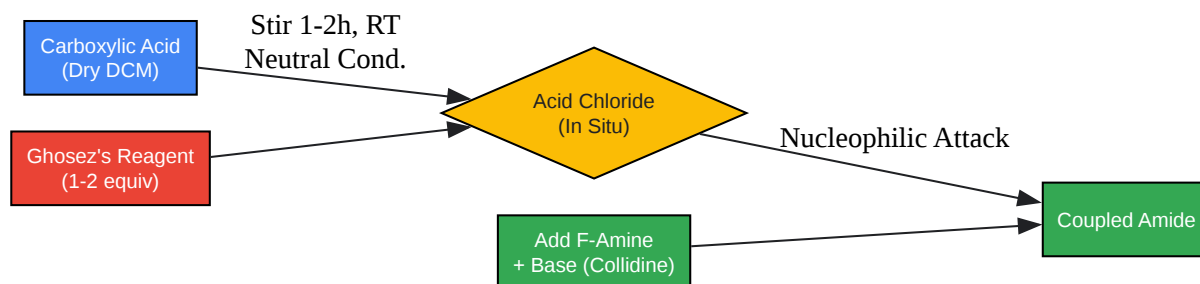 Carboxylic Acid
(Dry DCM)
Stir 1-2h, RT
Neutral Cond.
Ghosez's Reagent
(1-2 equiv)
Acid Chloride
(In Situ)
Nucleophilic Attack
Add F-Amine
+ Base (Collidine)
Coupled Amide